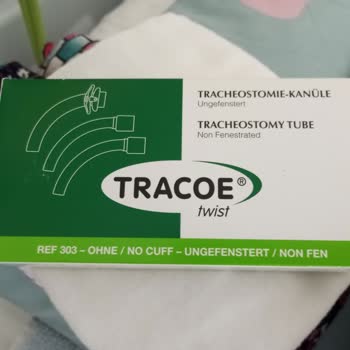 TRACHEOSTOMIE-KANÜLE
Ungefenstert
TRACHEOSTOMY TUBE
Non Fenestrated
TRACOE®
twist
REF 303 – OHNE / NO CUFF – UNGEFENSTERT / NON FEN